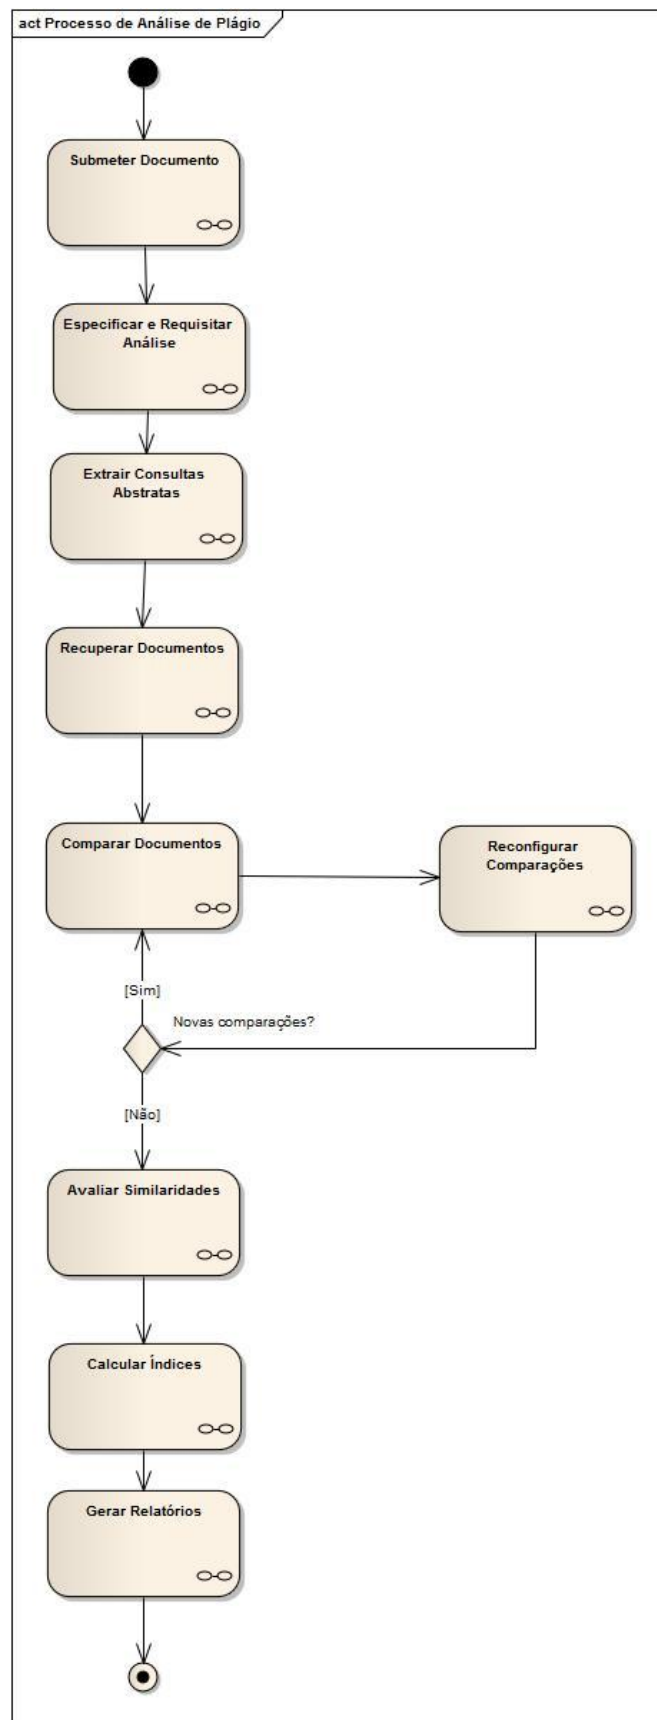 act Processo de Análise de Plágio
Submeter Documento
Especificar e Requisitar
Análise
Extrair Consultas
Abstratas
Recuperar Documentos
Comparar Documentos
Reconfigurar
Comparações
[Sim]
Novas comparações?
[Não]
Avaliar Similaridades
Calcular Índices
Gerar Relatórios